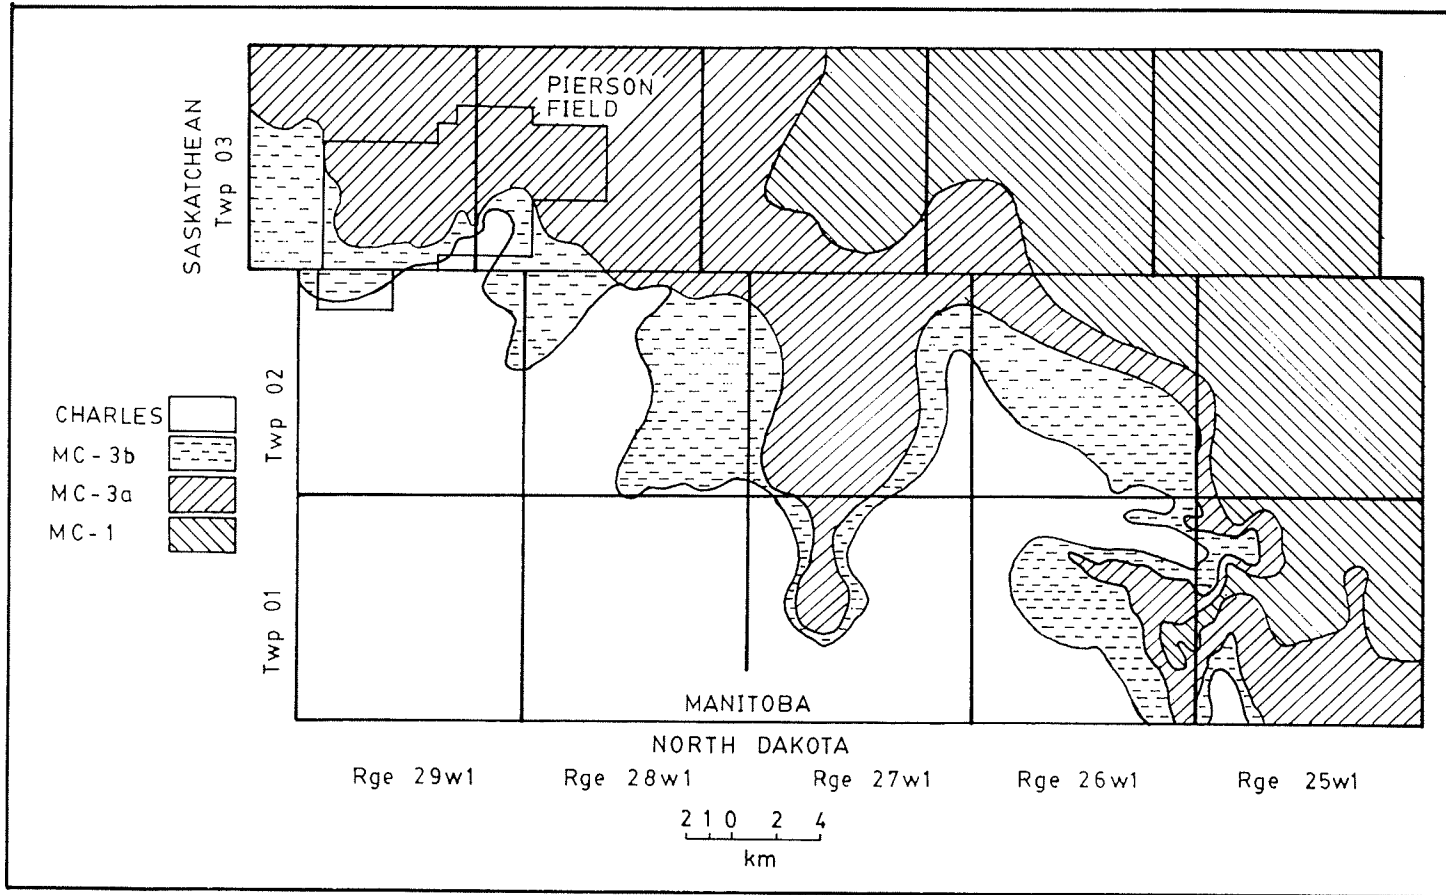 PIERSON
FIELD
SASKATCHEAN
Twp 03
Twp 02
Twp 01
CHARLES
MC-3b
MC-3a
MC-1
MANITOBA
NORTH DAKOTA
Rge 29w1 Rge 28w1 Rge 27w1 Rge 26w1 Rge 25w1
2 1 0 2 4
km